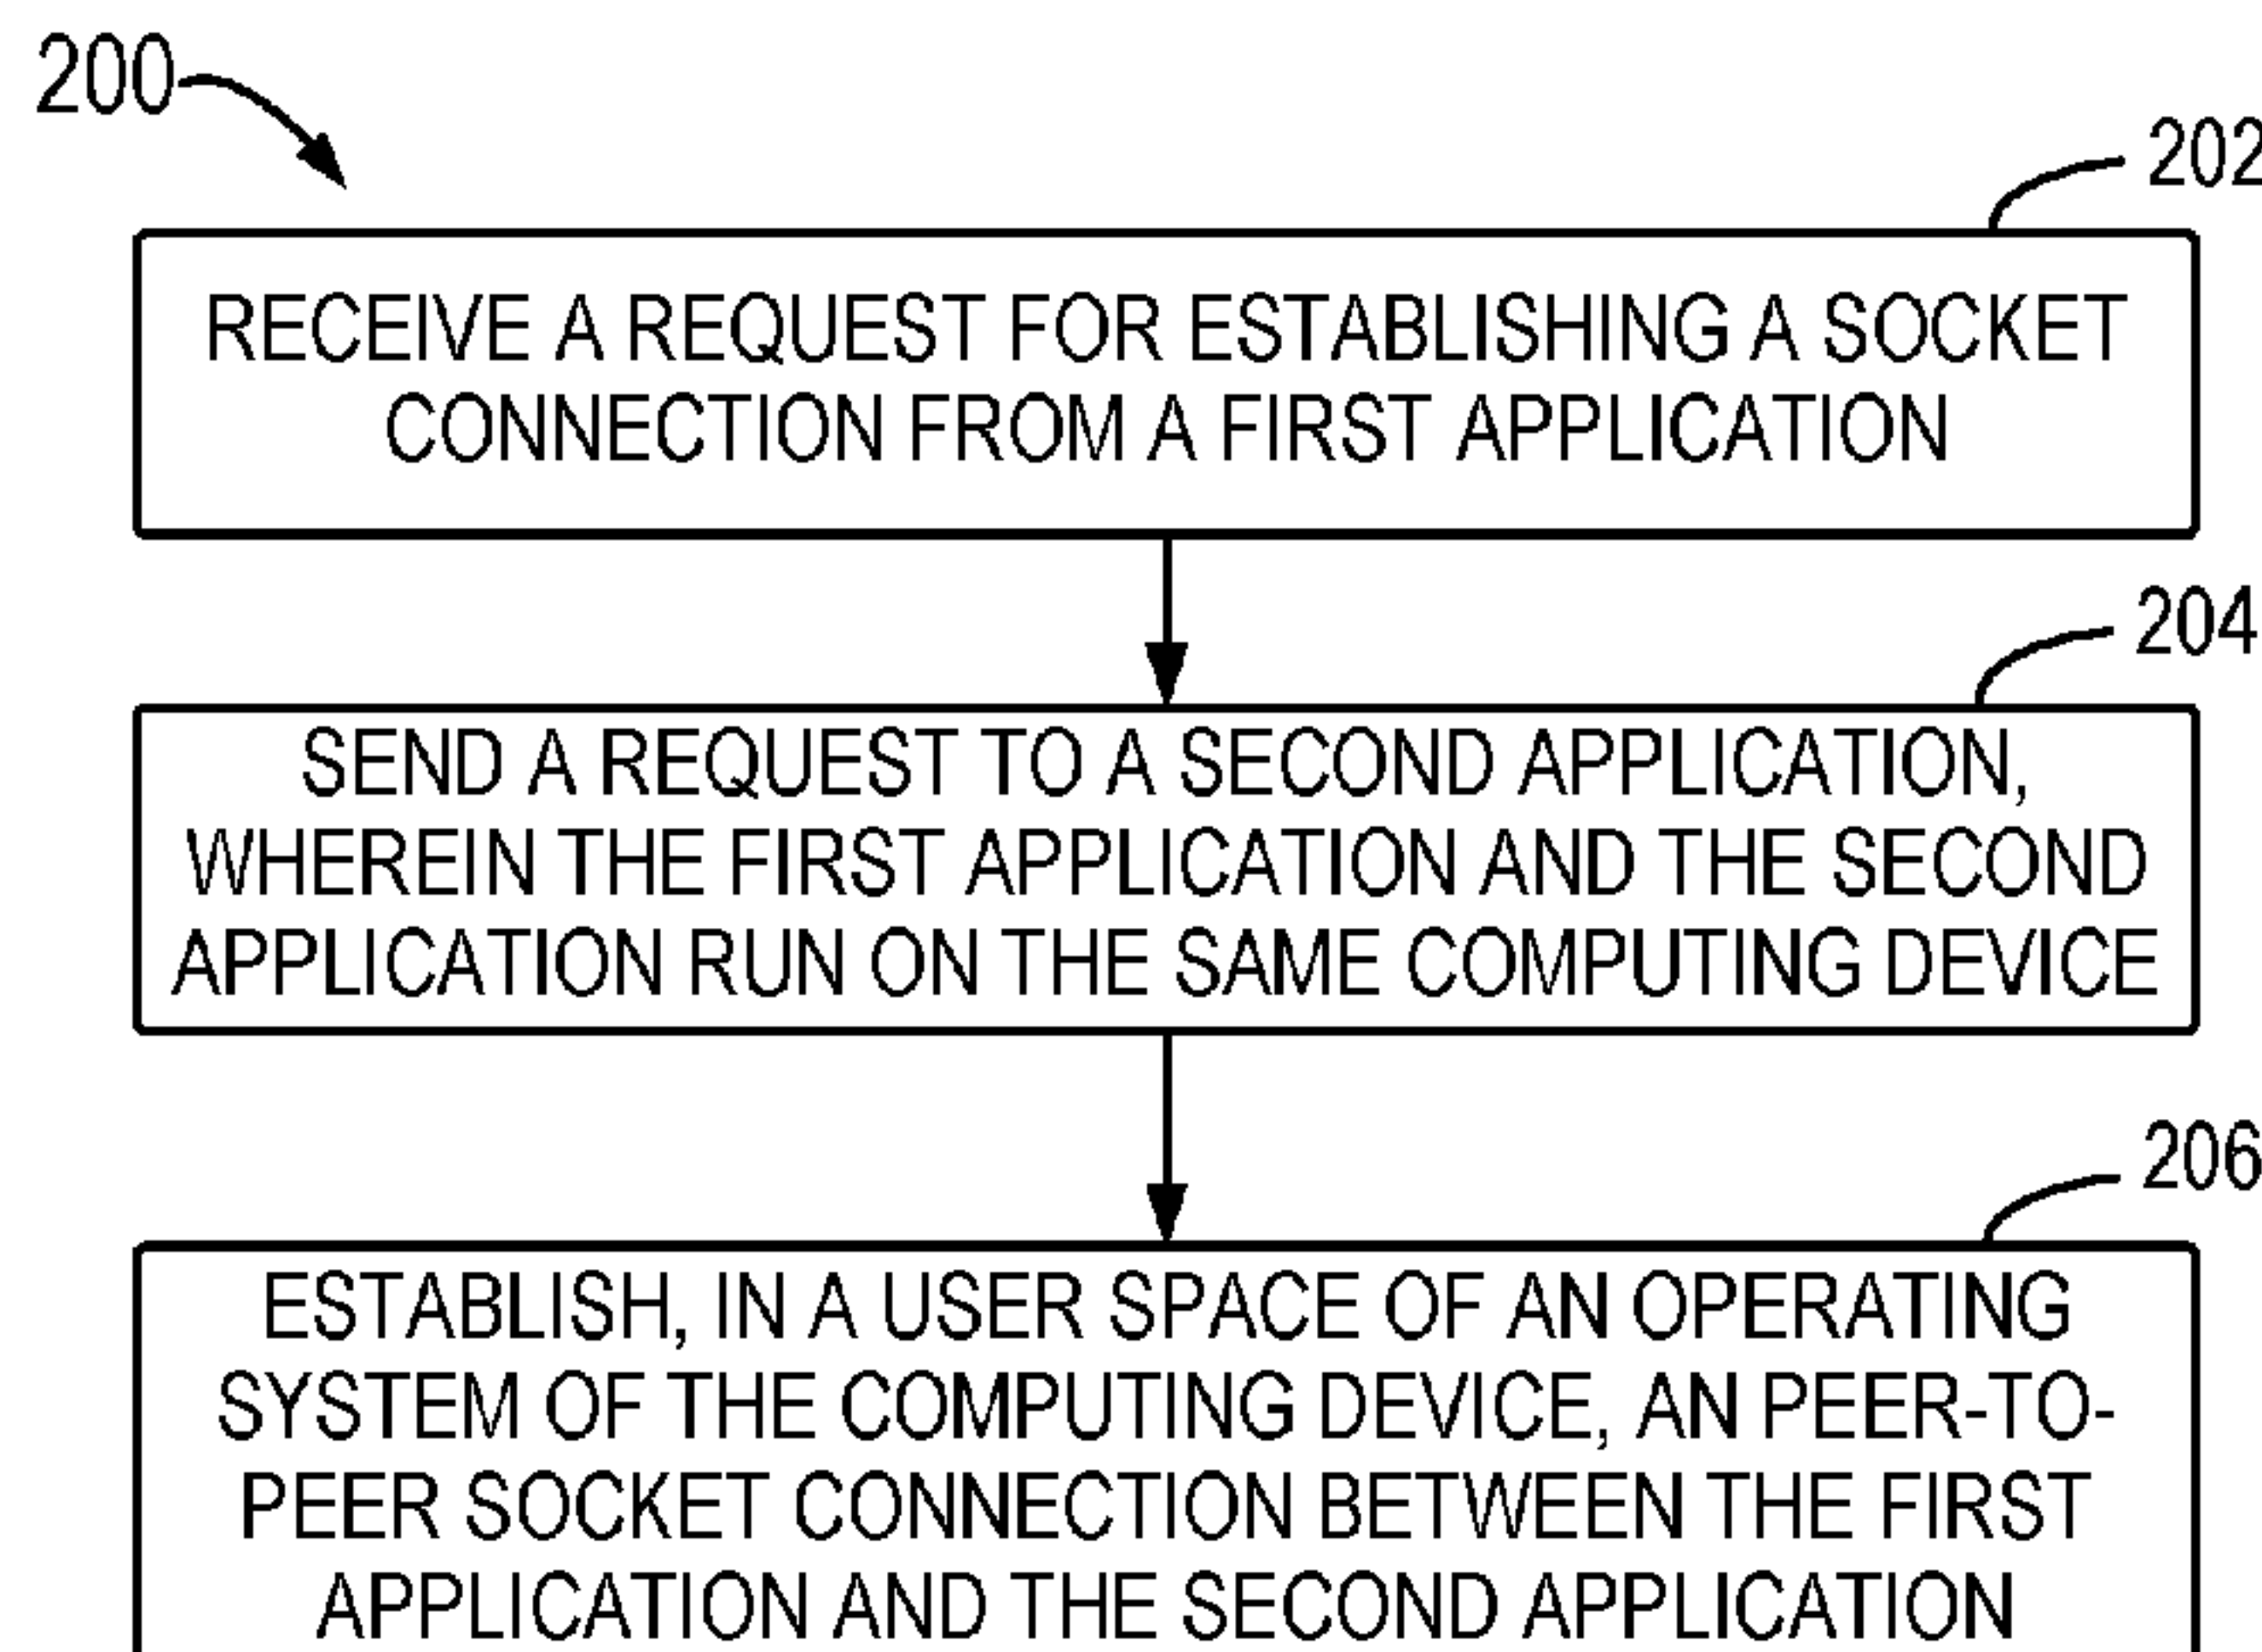 200
202
RECEIVE A REQUEST FOR ESTABLISHING A SOCKET
CONNECTION FROM A FIRST APPLICATION
204
SEND A REQUEST TO A SECOND APPLICATION,
WHEREIN THE FIRST APPLICATION AND THE SECOND
APPLICATION RUN ON THE SAME COMPUTING DEVICE
206
ESTABLISH, IN A USER SPACE OF AN OPERATING
SYSTEM OF THE COMPUTING DEVICE, AN PEER-TO-
PEER SOCKET CONNECTION BETWEEN THE FIRST
APPLICATION AND THE SECOND APPLICATION